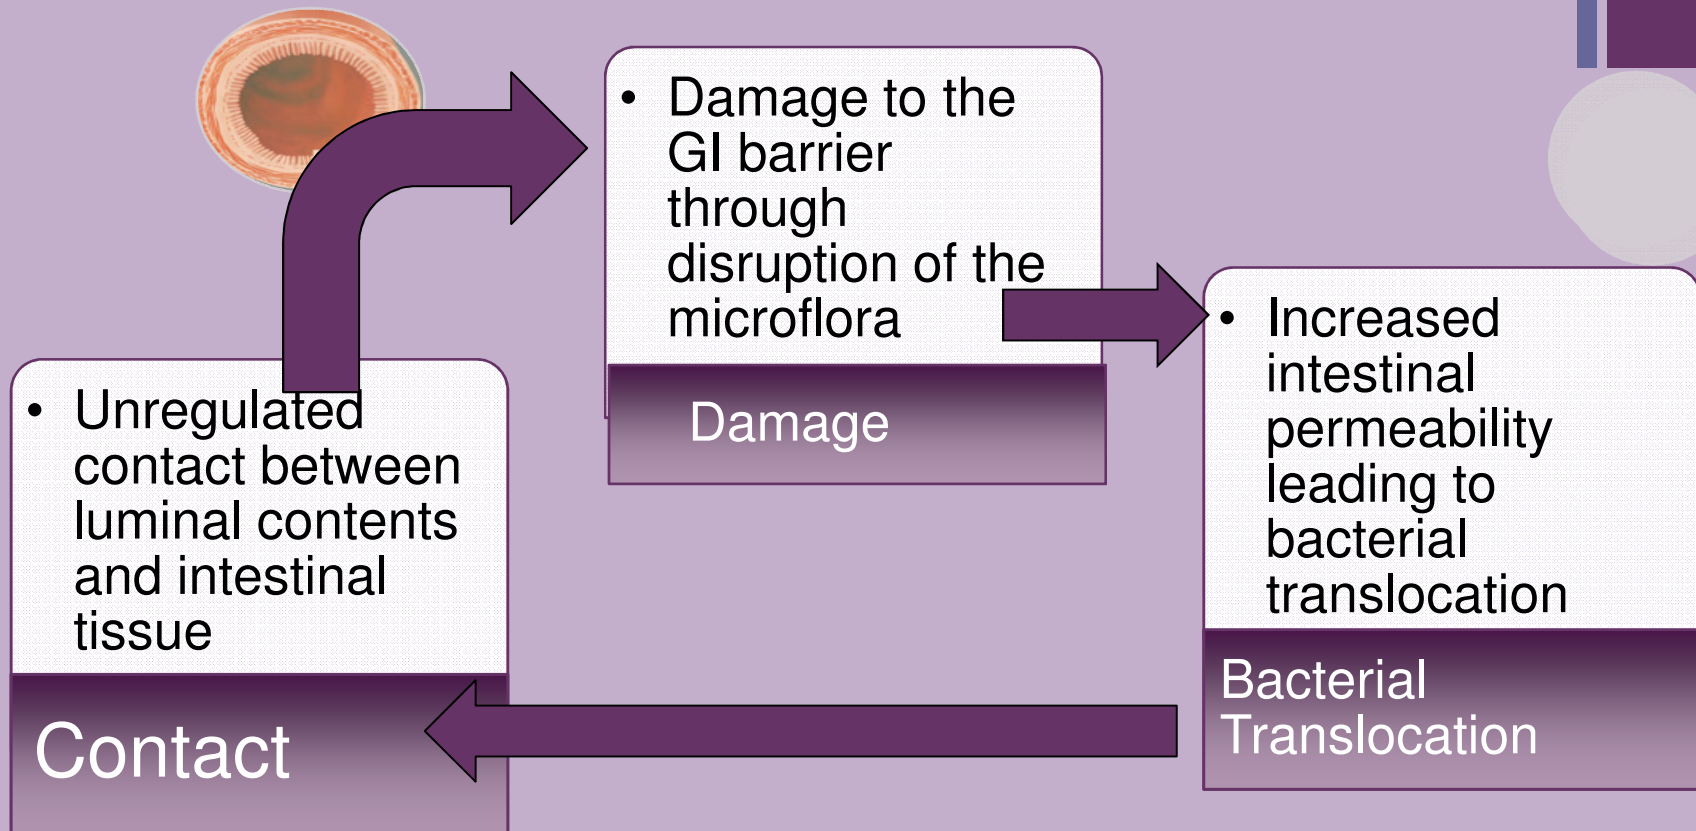 • Unregulated
contact between
luminal contents
and intestinal
tissue
Contact
• Damage to the
GI barrier
through
disruption of the
microflora
Damage
• Increased
intestinal
permeability
leading to
bacterial
translocation
Bacterial
Translocation